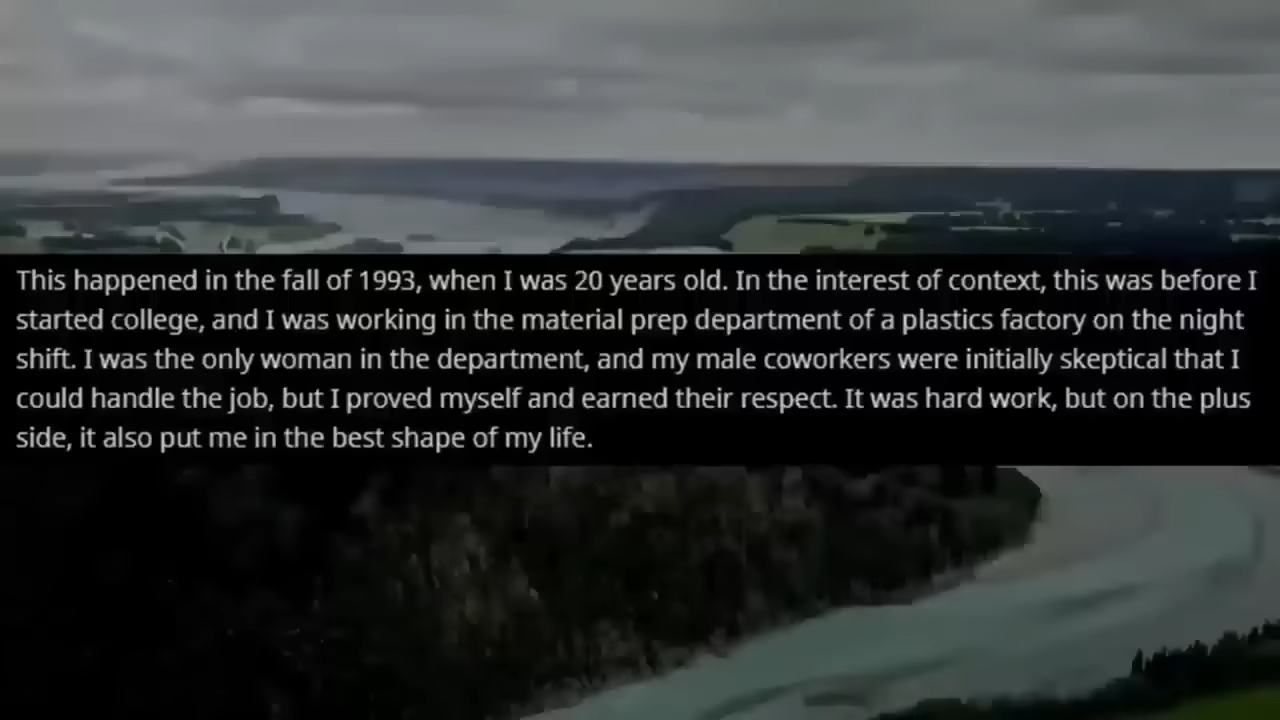 This happened in the fall of 1993, when I was 20 years old. In the interest of context, this was before I
started college, and I was working in the material prep department of a plastics factory on the night
shift. I was the only woman in the department, and my male coworkers were initially skeptical that I
could handle the job, but I proved myself and earned their respect. It was hard work, but on the plus
side, it also put me in the best shape of my life.